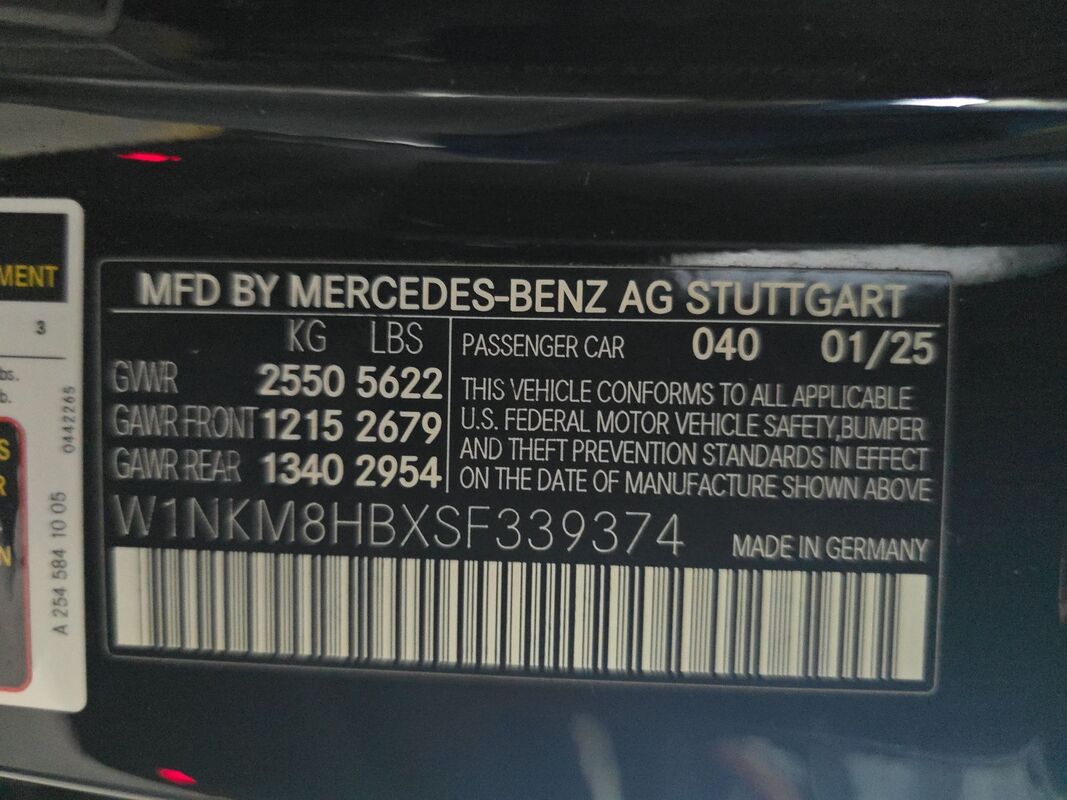 MFD BY MERCEDES-BENZ AG STUTTGART
KG LBS
GVWR 2550 5622
GAWR FRONT 1215 2679
GAWR REAR 1340 2954
PASSENGER CAR 040 01/25
THIS VEHICLE CONFORMS TO ALL APPLICABLE
U.S. FEDERAL MOTOR VEHICLE SAFETY, BUMPER
AND THEFT PREVENTION STANDARDS IN EFFECT
ON THE DATE OF MANUFACTURE SHOWN ABOVE
W1NKM8HBXSF339374
MADE IN GERMANY
MENT
3
bs.
b.
S
R
N
0442265
A 254 584 10 05